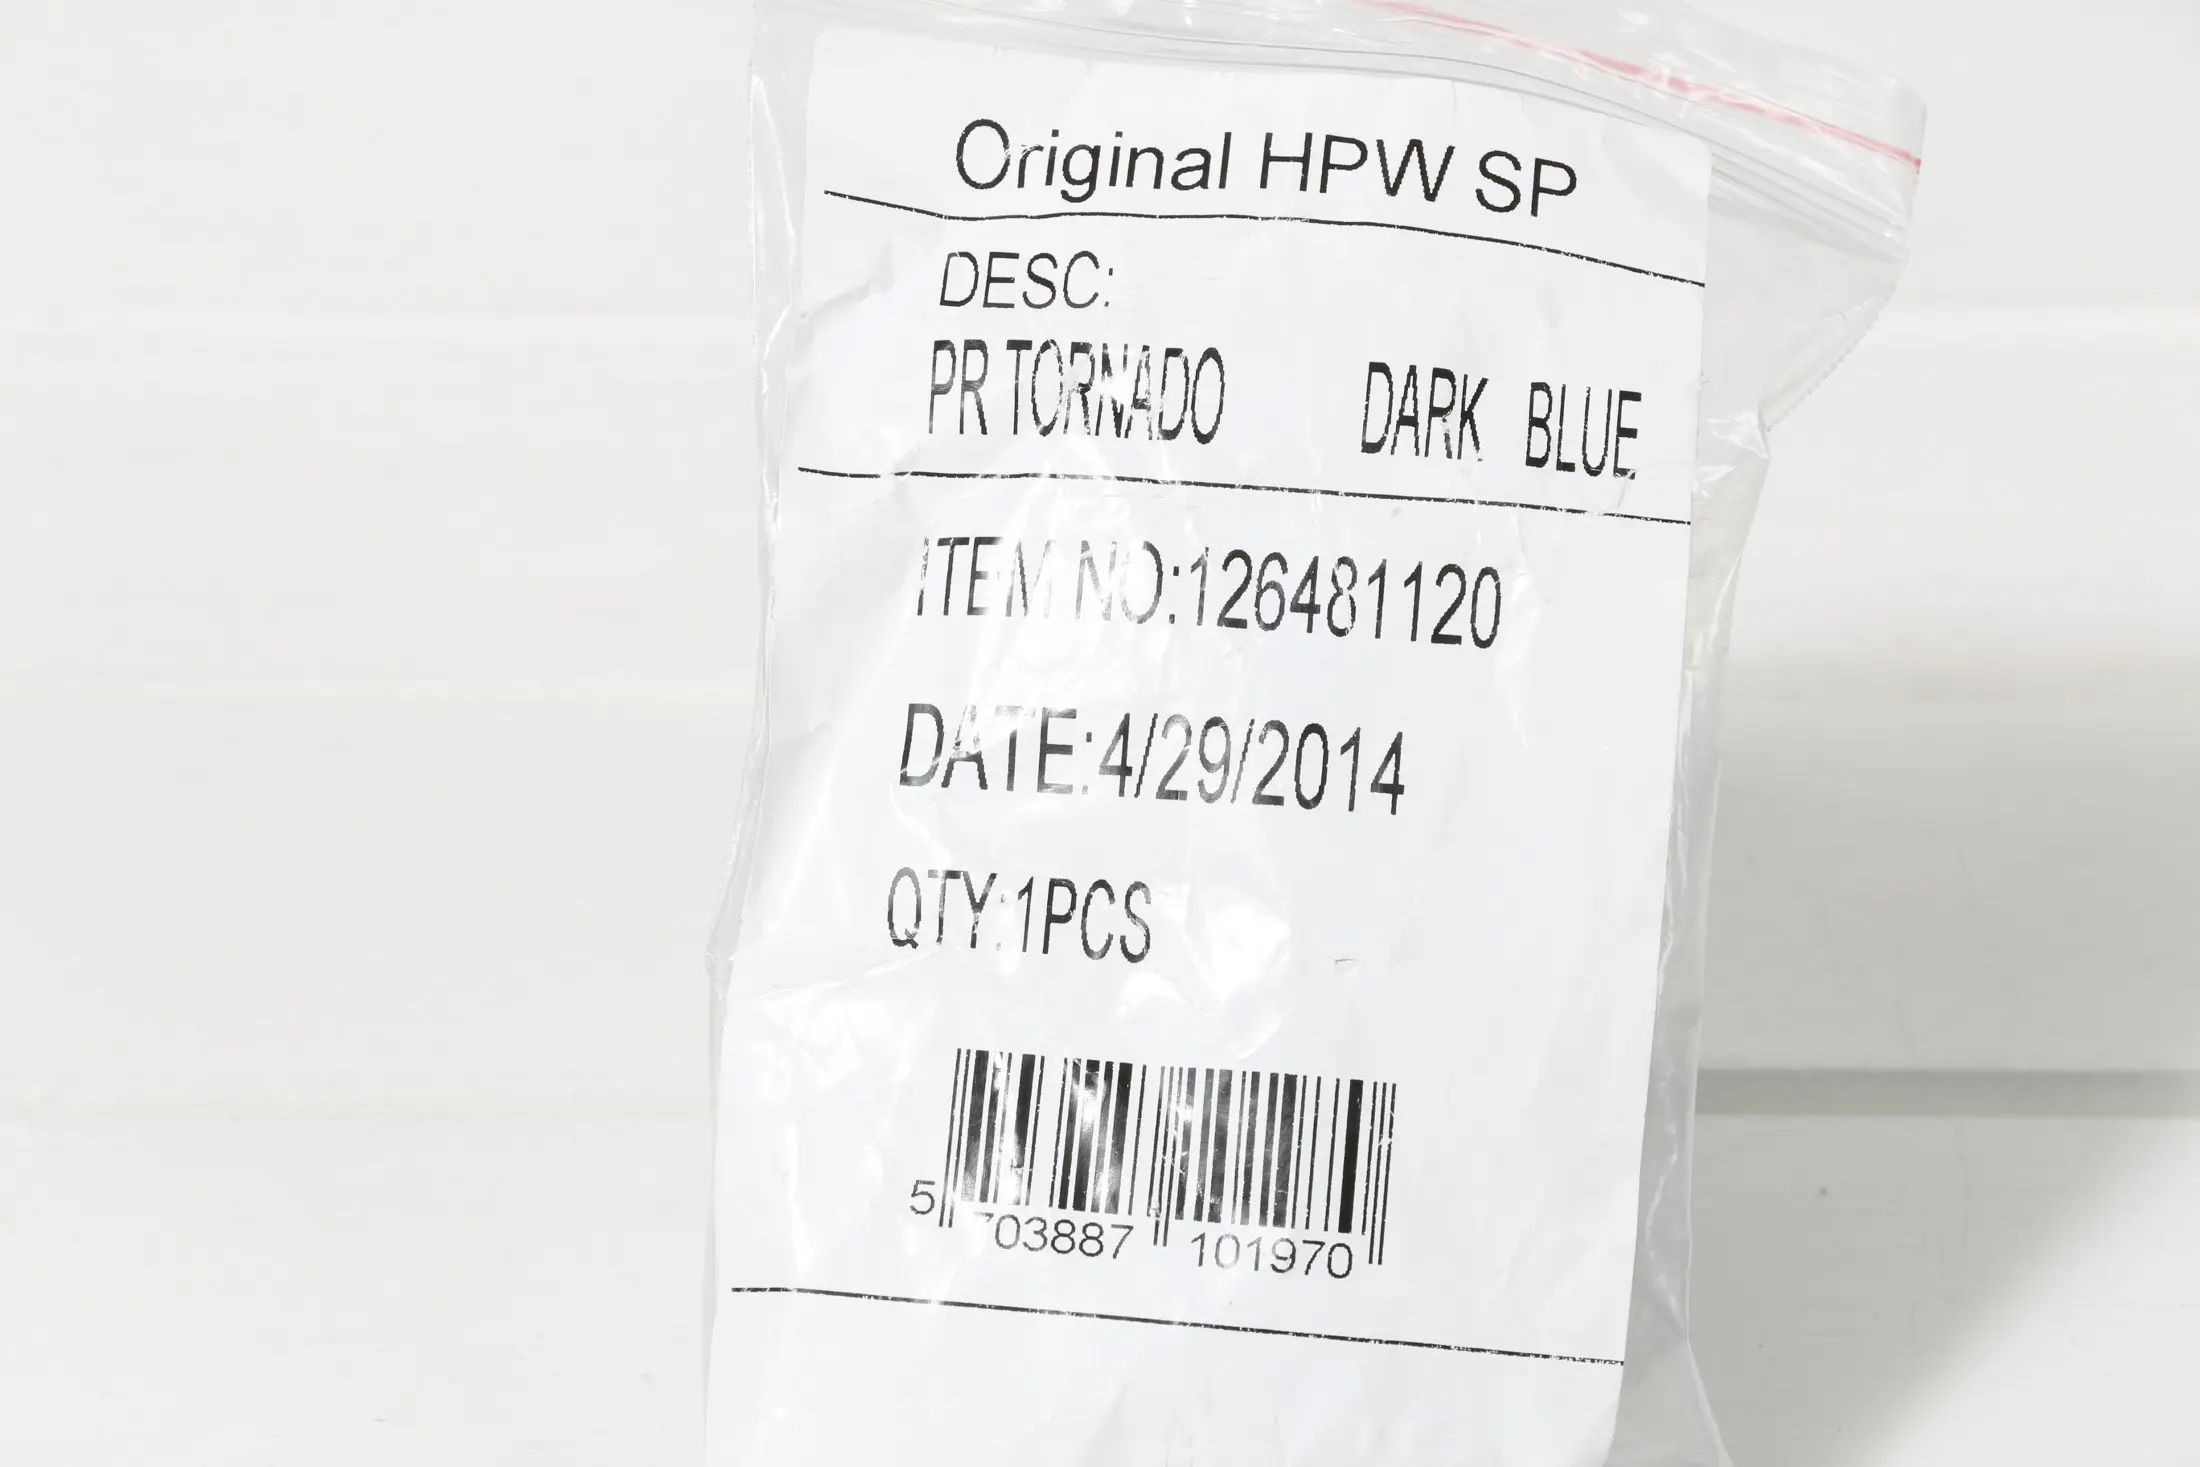 Original HPW SP
DESC:
PR TORNADO DARK BLUE
ITEM NO:126481120
DATE:4/29/2014
QTY:1PCS
5 703887 101970